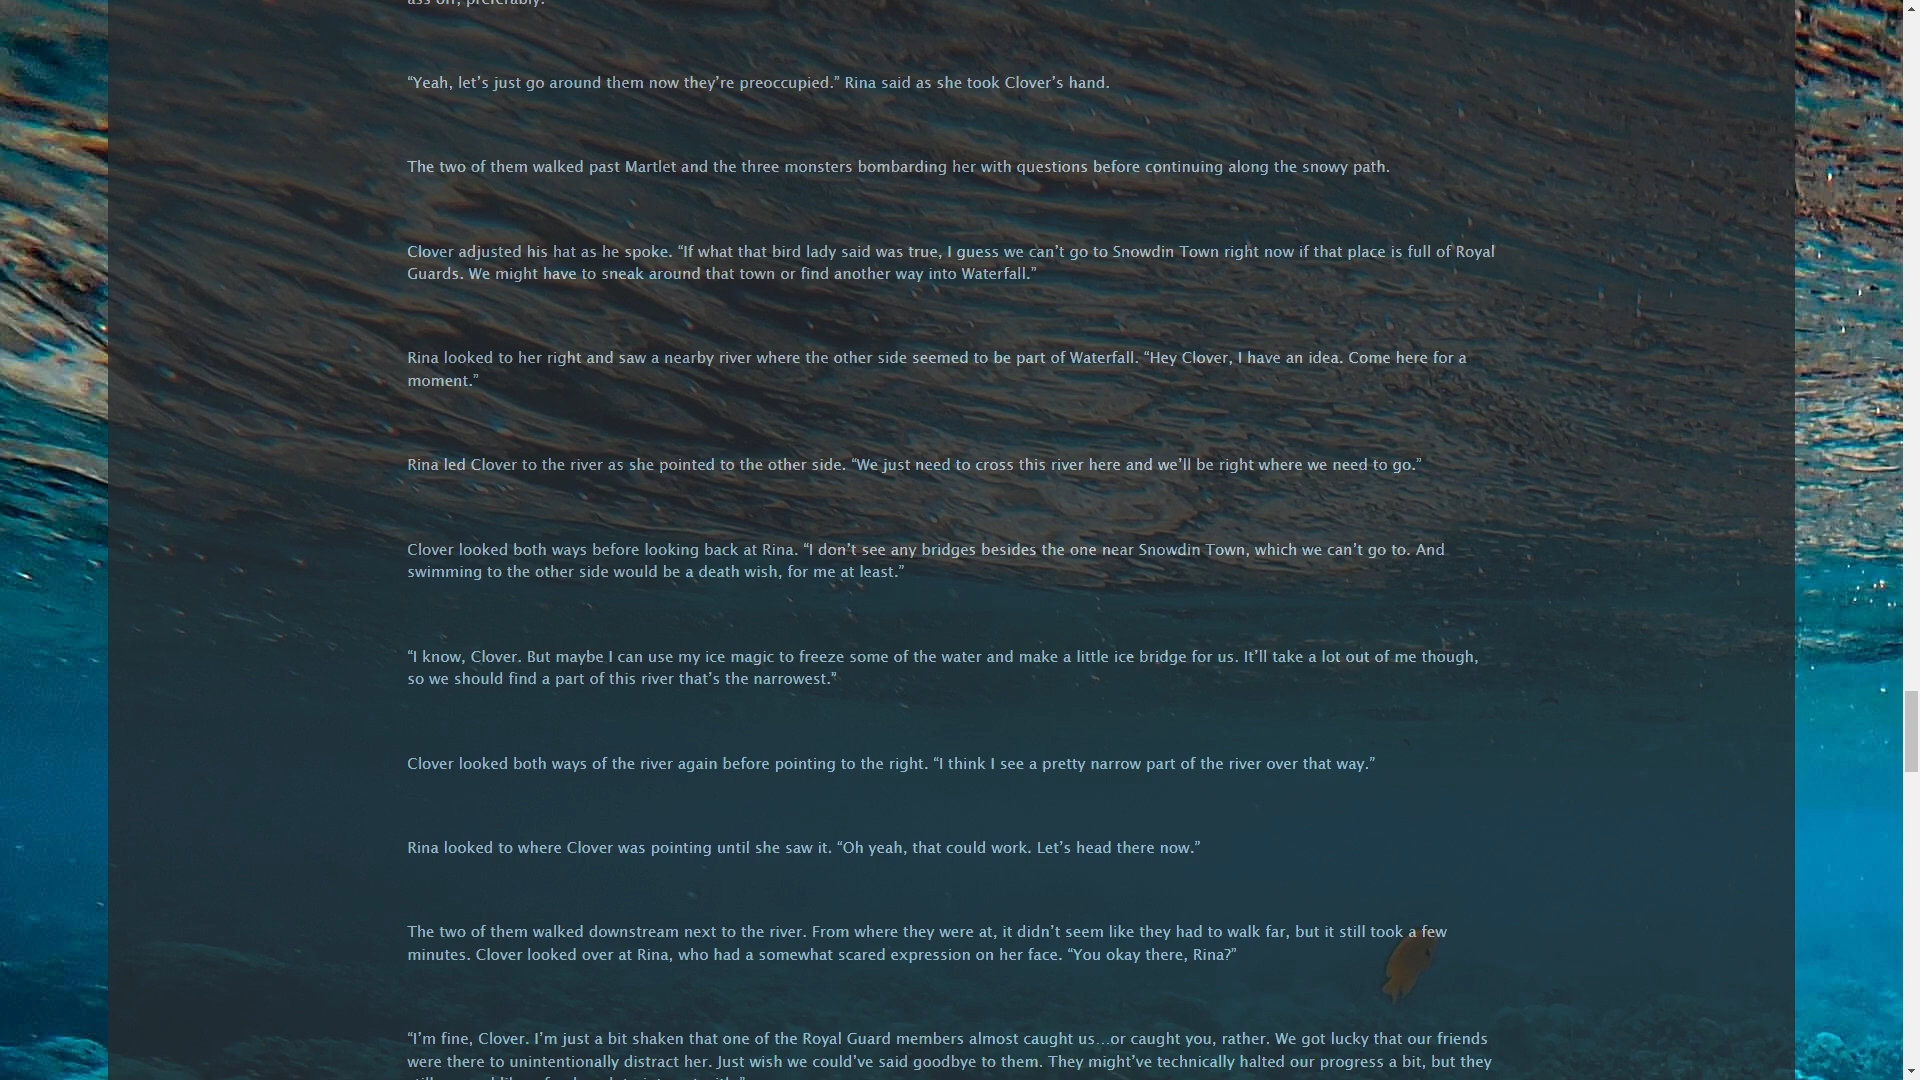 ass off, preferably.
“Yeah, let’s just go around them now they’re preoccupied.” Rina said as she took Clover’s hand.
The two of them walked past Martlet and the three monsters bombarding her with questions before continuing along the snowy path.
Clover adjusted his hat as he spoke. “If what that bird lady said was true, I guess we can’t go to Snowdin Town right now if that place is full of Royal
Guards. We might have to sneak around that town or find another way into Waterfall.”
Rina looked to her right and saw a nearby river where the other side seemed to be part of Waterfall. “Hey Clover, I have an idea. Come here for a
moment.”
Rina led Clover to the river as she pointed to the other side. “We just need to cross this river here and we’ll be right where we need to go.”
Clover looked both ways before looking back at Rina. “I don’t see any bridges besides the one near Snowdin Town, which we can’t go to. And
swimming to the other side would be a death wish, for me at least.”
“I know, Clover. But maybe I can use my ice magic to freeze some of the water and make a little ice bridge for us. It’ll take a lot out of me though,
so we should find a part of this river that’s the narrowest.”
Clover looked both ways of the river again before pointing to the right. “I think I see a pretty narrow part of the river over that way.”
Rina looked to where Clover was pointing until she saw it. “Oh yeah, that could work. Let’s head there now.”
The two of them walked downstream next to the river. From where they were at, it didn’t seem like they had to walk far, but it still took a few
minutes. Clover looked over at Rina, who had a somewhat scared expression on her face. “You okay there, Rina?”
“I’m fine, Clover. I’m just a bit shaken that one of the Royal Guard members almost caught us…or caught you, rather. We got lucky that our friends
were there to unintentionally distract her. Just wish we could’ve said goodbye to them. They might’ve technically halted our progress a bit, but they